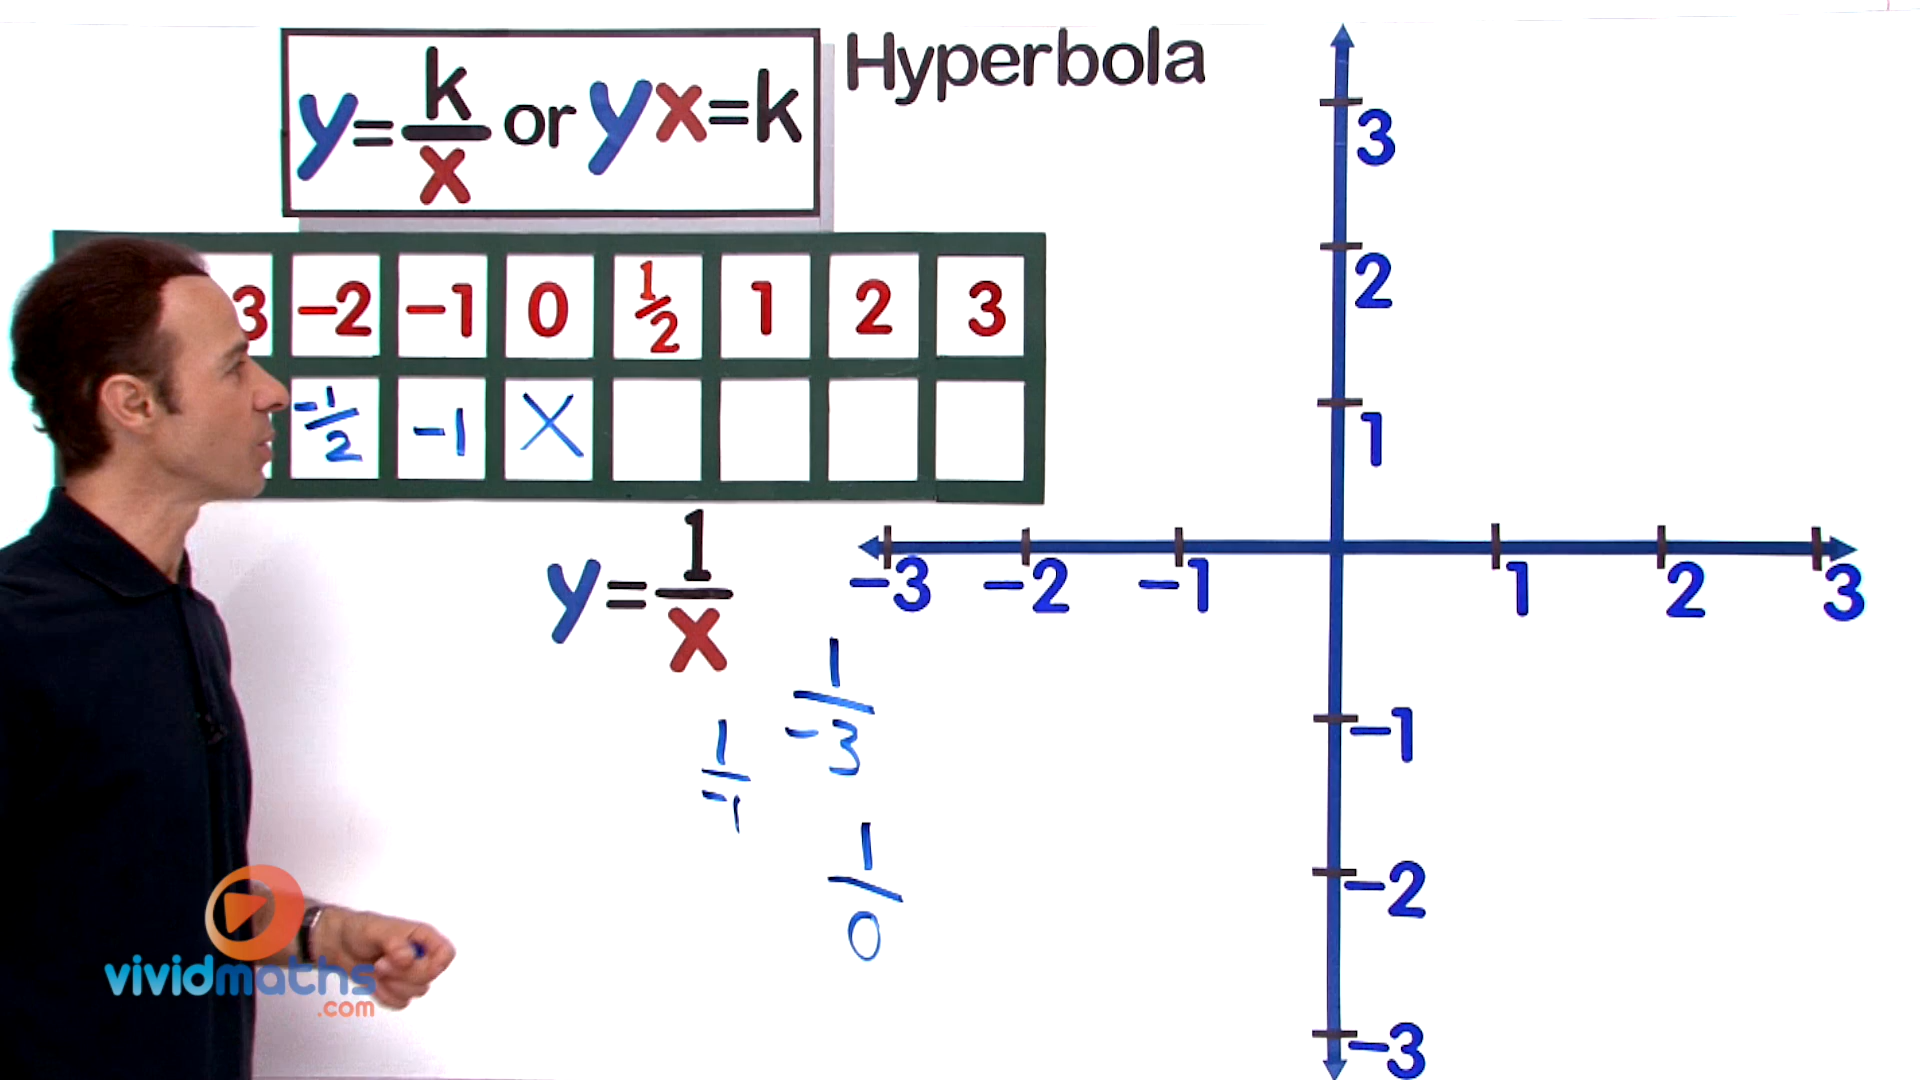 y = k/x or yx = k
Hyperbola
3 -2 -1 0 1/2 1 2 3
-1/2 -1 X
y = 1/x
1/-3
1/-1
1/0
3
2
1
-3 -2 -1 1 2 3
-1
-2
-3
vividmaths
.com